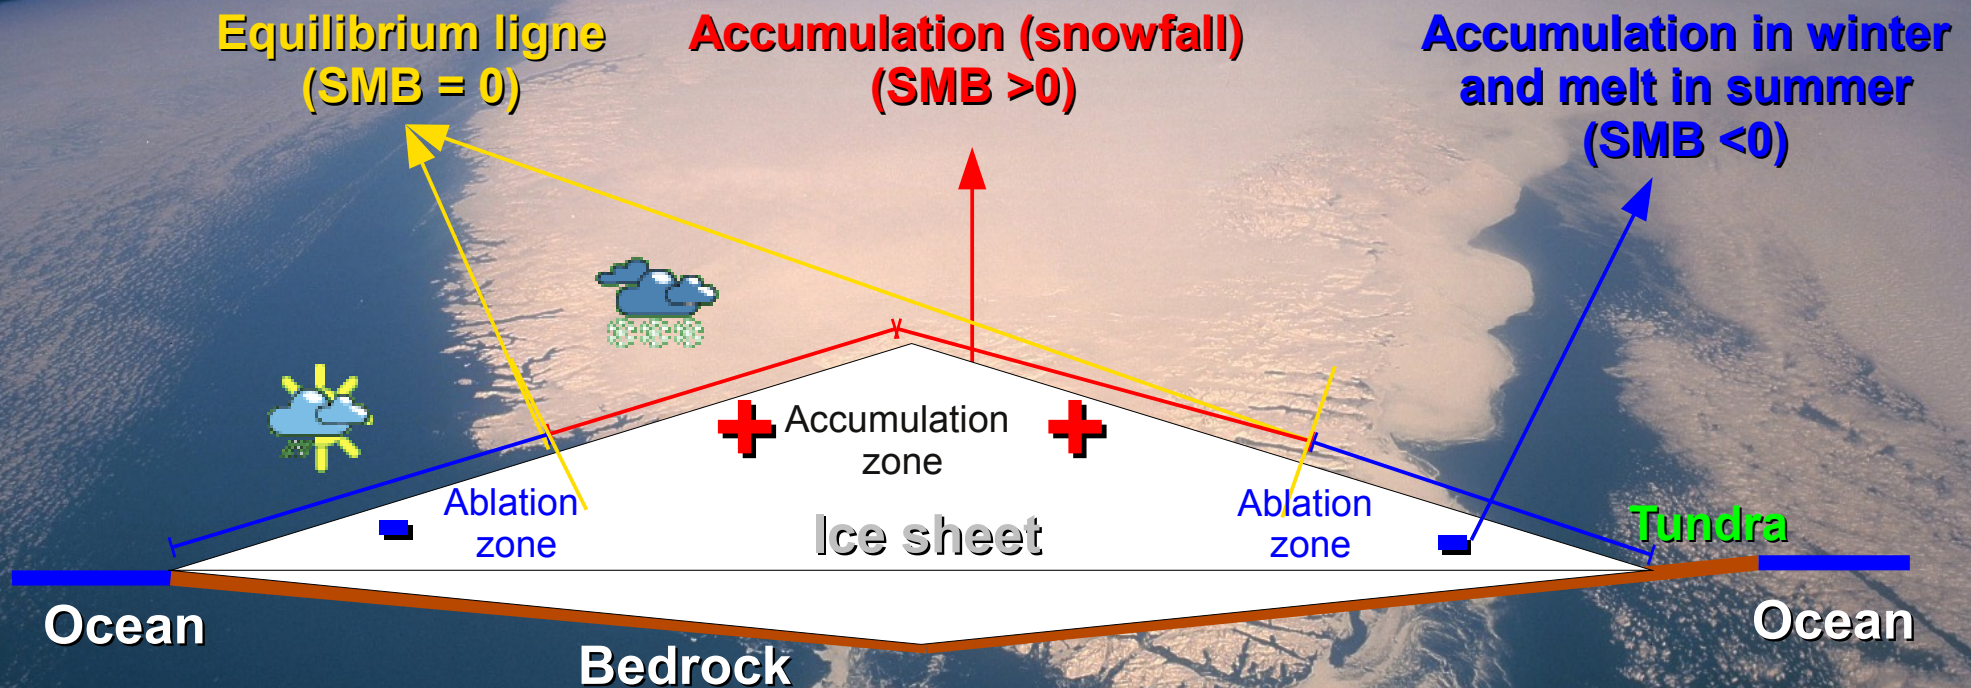 Equilibrium ligne
(SMB = 0)
Accumulation (snowfall)
(SMB >0)
Accumulation in winter
and melt in summer
(SMB <0)
Accumulation
zone
Ablation
zone
Ice sheet
Ablation
zone
Tundra
Ocean
Bedrock
Ocean